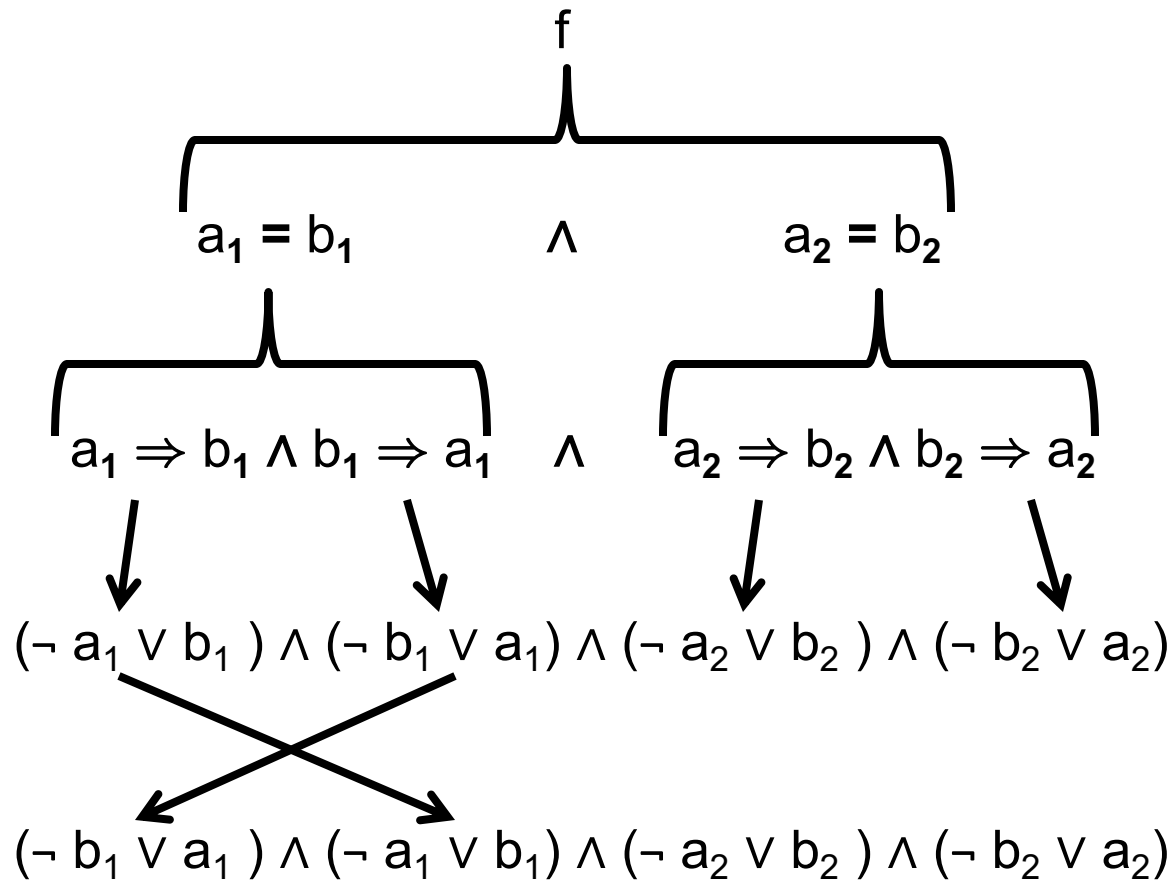 f
a₁ = b₁ ∧ a₂ = b₂
a₁ ⇒ b₁ ∧ b₁ ⇒ a₁ ∧ a₂ ⇒ b₂ ∧ b₂ ⇒ a₂
(¬ a₁ ∨ b₁ ) ∧ (¬ b₁ ∨ a₁) ∧ (¬ a₂ ∨ b₂ ) ∧ (¬ b₂ ∨ a₂)
(¬ b₁ ∨ a₁ ) ∧ (¬ a₁ ∨ b₁) ∧ (¬ a₂ ∨ b₂ ) ∧ (¬ b₂ ∨ a₂)